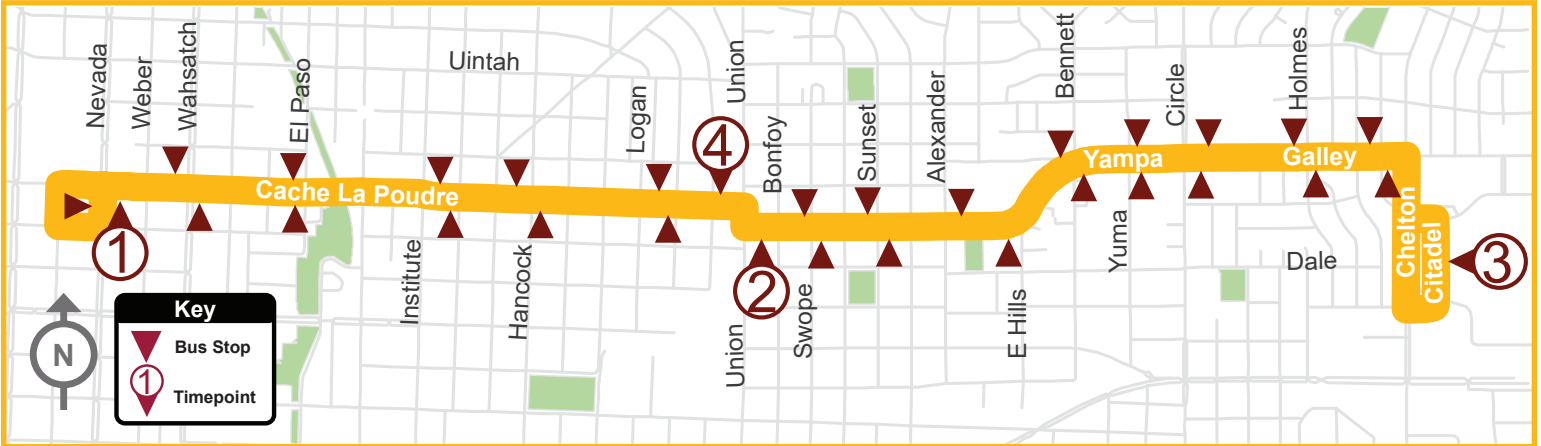 Nevada
Weber
Wahsatch
El Paso
Uintah
Logan
Union
Bonfoy
Sunset
Alexander
Bennett
Circle
Holmes
4
Yampa
Galley
Cache La Poudre
1
2
3
Chelton
Citadel
Institute
Hancock
Union
Swope
E Hills
Yuma
Dale
N
Key
Bus Stop
1
Timepoint